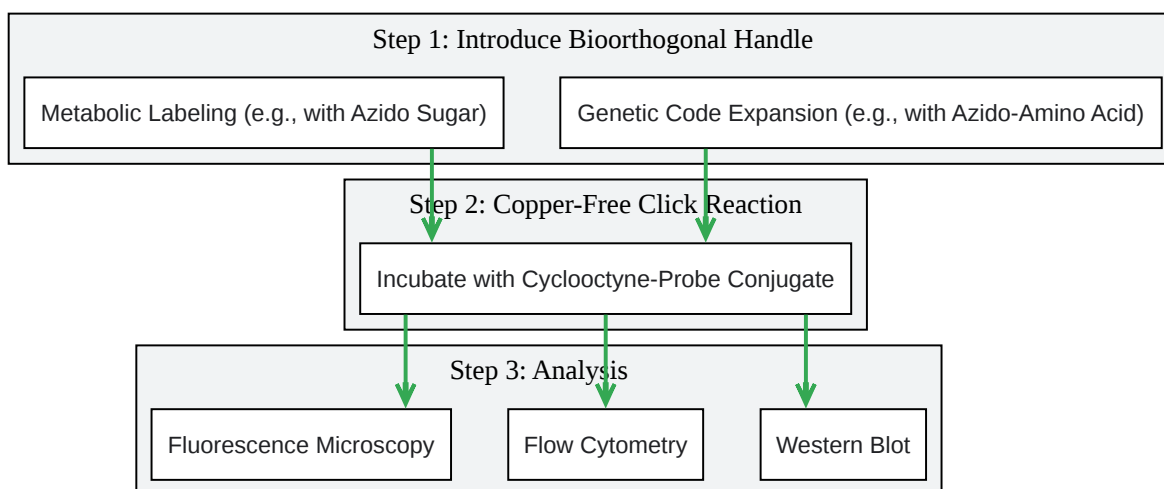 Step 1: Introduce Bioorthogonal Handle
Metabolic Labeling (e.g., with Azido Sugar)
Genetic Code Expansion (e.g., with Azido-Amino Acid)
Step 2: Copper-Free Click Reaction
Incubate with Cyclooctyne-Probe Conjugate
Step 3: Analysis
Fluorescence Microscopy
Flow Cytometry
Western Blot